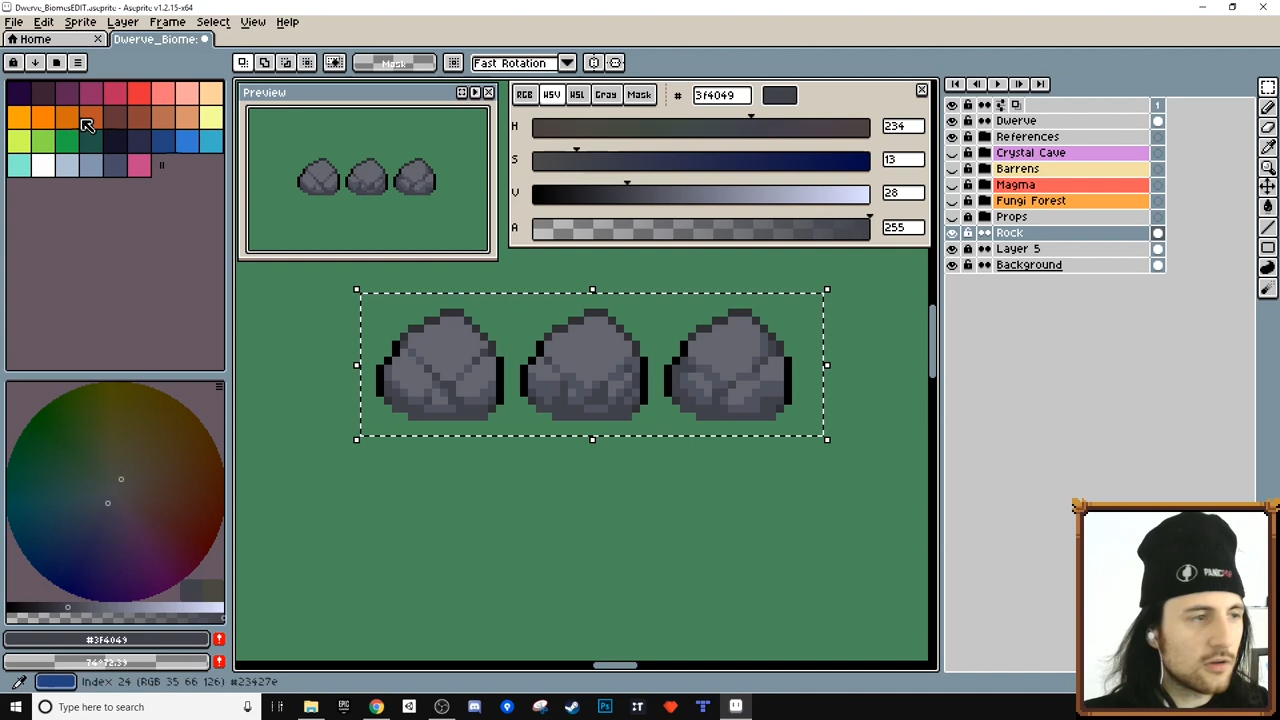 Dwerve_BiomesEDIT.aseprite - Aseprite v1.2.15-x64
File Edit Sprite Layer Frame Select View Help
Home
Dwerve_Biome:
Mask
Fast Rotation
Preview
RGB HSV HSL Gray Mask # 3f4049
H 234
S 13
V 28
A 255
1
Dwerve
References
Crystal Cave
Barrens
Magma
Fungi Forest
Props
Rock
Layer 5
Background
#3f4049
Index 24 (RGB 35 66 126) #23427e
Type here to search